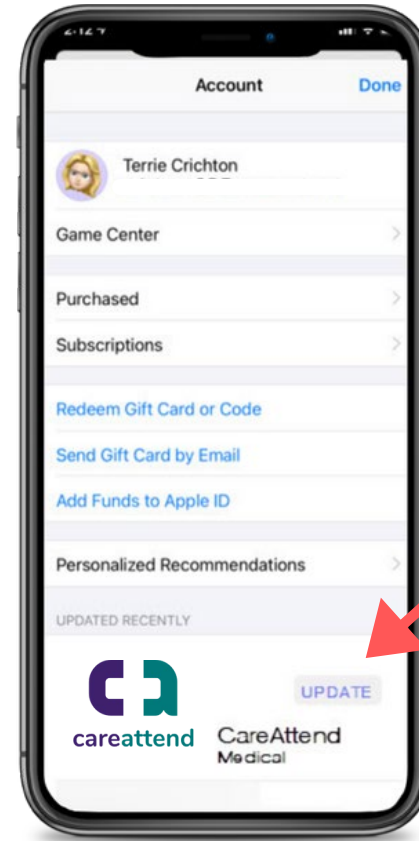 Account Done
Terrie Crichton
Game Center
Purchased
Subscriptions
Redeem Gift Card or Code
Send Gift Card by Email
Add Funds to Apple ID
Personalized Recommendations
UPDATED RECENTLY
UPDATE
careattend
CareAttend
Medical